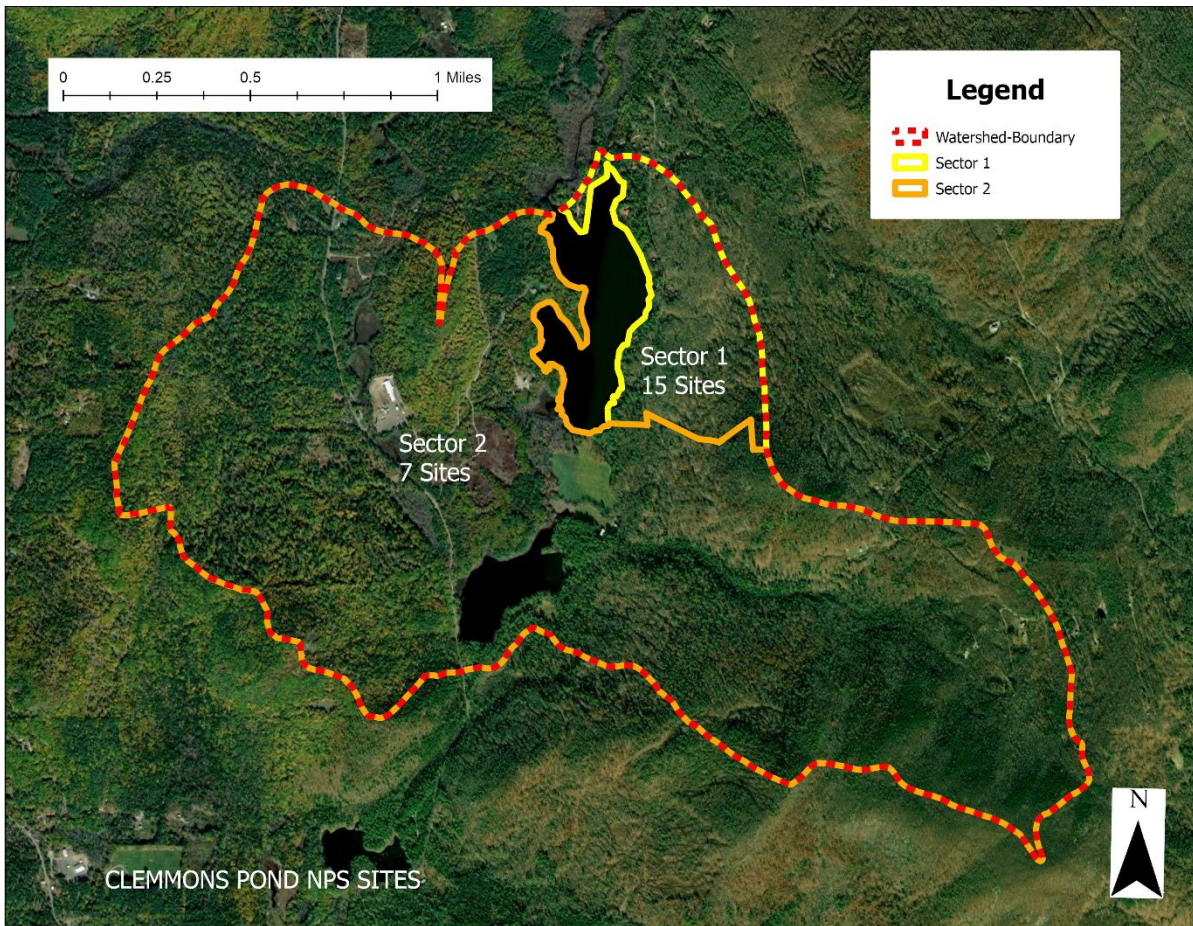 0 0.25 0.5 1 Miles
Legend
Watershed-Boundary
Sector 1
Sector 2
Sector 1
15 Sites
Sector 2
7 Sites
N
CLEMMONS POND NPS SITES